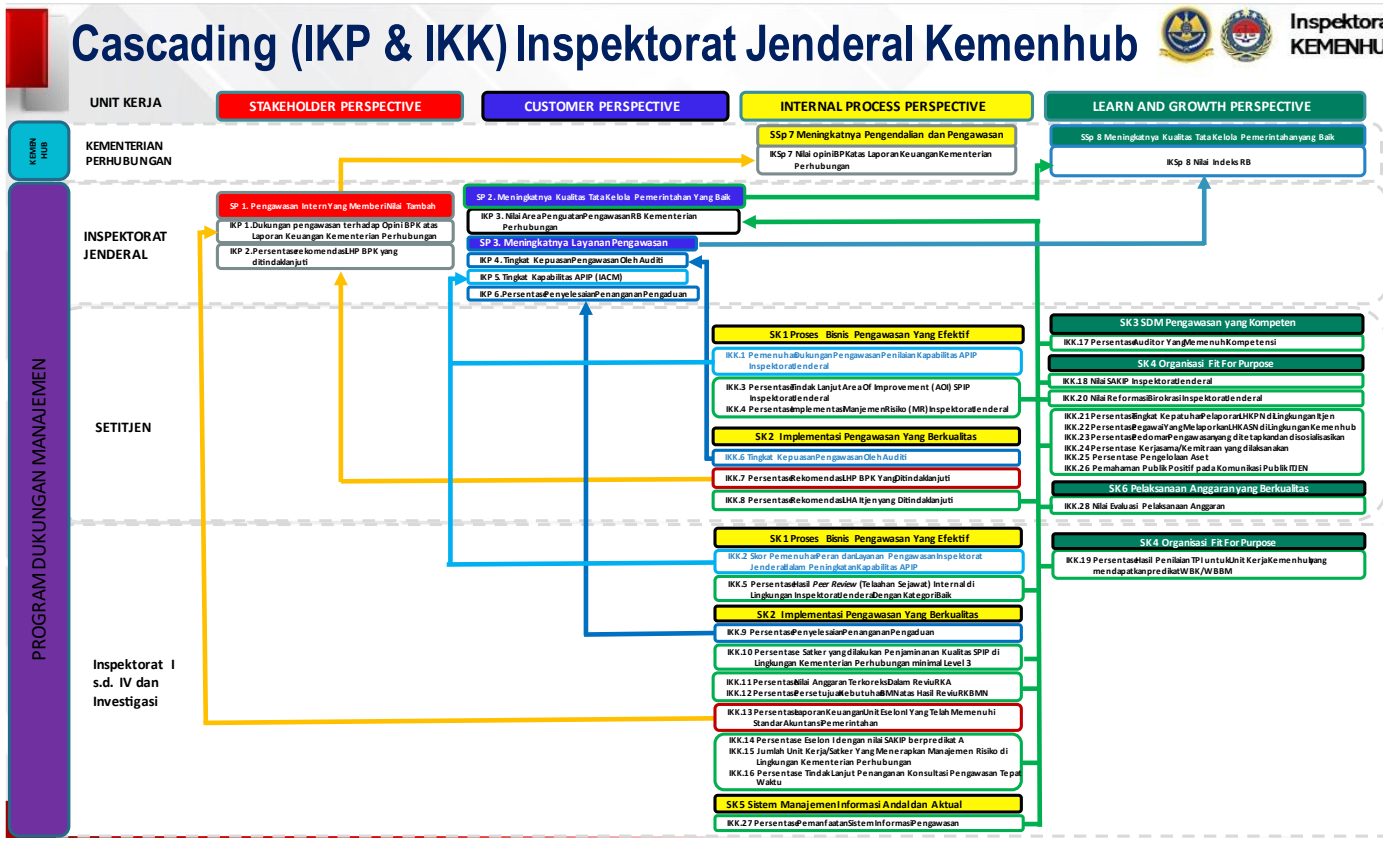 Cascading (IKP & IKK) Inspektorat Jenderal Kemenhub
Inspektora
KEMENHU
UNIT KERJA
STAKEHOLDER PERSPECTIVE
CUSTOMER PERSPECTIVE
INTERNAL PROCESS PERSPECTIVE
LEARN AND GROWTH PERSPECTIVE
KEMEN
HUB
KEMENTERIAN
PERHUBUNGAN
SSp 7 Meningkatnya Pengendalian dan Pengawasan
IKSp 7 Nilai opini BPK atas Laporan Keuangan Kementerian
Perhubungan
SSp 8 Meningkatnya Kualitas Tata Kelola Pemerintahan yang Baik
IKSp 8 Nilai Indeks RB
PROGRAM DUKUNGAN MANAJEMEN
INSPEKTORAT
JENDERAL
SP 1. Pengawasan Intern Yang Memberi Nilai Tambah
IKP 1. Dukungan pengawasan terhadap Opini BPK atas
Laporan Keuangan Kementerian Perhubungan
IKP 2. Persentase rekomendasi LHP BPK yang
ditindaklanjuti
SP 2. Meningkatnya Kualitas Tata Kelola Pemerintahan Yang Baik
IKP 3. Nilai Area Penguatan Pengawasan RB Kementerian
Perhubungan
SP 3. Meningkatnya Layanan Pengawasan
IKP 4. Tingkat Kepuasan Pengawasan Oleh Auditi
IKP 5. Tingkat Kapabilitas APIP (IACM)
IKP 6. Persentase Penyelesaian Penanganan Pengaduan
SETITJEN
SK1 Proses Bisnis Pengawasan Yang Efektif
IKK.1 Pemenuhan Dukungan Pengawasan Penilaian Kapabilitas APIP
Inspektorat Jenderal
IKK.3 Persentase Tindak Lanjut Area Of Improvement (AOI) SPIP
Inspektorat Jenderal
IKK.4 Persentase Implementasi Manjemen Risiko (MR) Inspektorat Jenderal
SK2 Implementasi Pengawasan Yang Berkualitas
IKK.6 Tingkat Kepuasan Pengawasan Oleh Auditi
IKK.7 Persentase Rekomendasi LHP BPK Yang Ditindaklanjuti
IKK.8 Persentase Rekomendasi LHA Itjen yang Ditindaklanjuti
SK3 SDM Pengawasan yang Kompeten
IKK.17 Persentase Auditor Yang Memenuhi Kompetensi
SK4 Organisasi Fit For Purpose
IKK.18 Nilai SAKIP Inspektorat Jenderal
IKK.20 Nilai Reformasi Birokrasi Inspektorat Jenderal
IKK.21 Persentase Tingkat Kepatuhan Pelaporan LHKPN di Lingkungan Itjen
IKK.22 Persentase Pegawai Yang Melaporkan LHKASN di Lingkungan Kemenhub
IKK.23 Persentase Pedoman Pengawasan yang ditetapkan dan disosialisasikan
IKK.24 Persentase Kerjasama/Kemitraan yang dilaksanakan
IKK.25 Persentase Pengelolaan Aset
IKK.26 Pemahaman Publik Positif pada Komunikasi Publik ITJEN
SK6 Pelaksanaan Anggaran yang Berkualitas
IKK.28 Nilai Evaluasi Pelaksanaan Anggaran
Inspektorat I
s.d. IV dan
Investigasi
SK1 Proses Bisnis Pengawasan Yang Efektif
IKK.2 Skor Pemenuhan Peran dan Layanan Pengawasan Inspektorat
Jenderal dalam Peningkatan Kapabilitas APIP
IKK.5 Persentase Hasil Peer Review (Telaahan Sejawat) Internal di
Lingkungan Inspektorat Jenderal Dengan Kategori Baik
SK2 Implementasi Pengawasan Yang Berkualitas
IKK.9 Persentase Penyelesaian Penanganan Pengaduan
IKK.10 Persentase Satker yang dilakukan Penjaminanan Kualitas SPIP di
Lingkungan Kementerian Perhubungan minimal Level 3
IKK.11 Persentase Nilai Anggaran Terkoreksi Dalam Reviu RKA
IKK.12 Persentase Persetujuan Kebutuhan BMN atas Hasil Reviu RKBMN
IKK.13 Persentase Laporan Keuangan Unit Eselon I Yang Telah Memenuhi
Standar Akuntansi Pemerintahan
IKK.14 Persentase Eselon I dengan nilai SAKIP berpredikat A
IKK.15 Jumlah Unit Kerja/Satker Yang Menerapkan Manajemen Risiko di
Lingkungan Kementerian Perhubungan
IKK.16 Persentase Tindak Lanjut Penanganan Konsultasi Pengawasan Tepat
Waktu
SK5 Sistem Manajemen Informasi Andal dan Aktual
IKK.27 Persentase Pemanfaatan Sistem Informasi Pengawasan
SK4 Organisasi Fit For Purpose
IKK.19 Persentase Hasil Penilaian TPI untuk Unit Kerja Kemenhub yang
mendapatkan predikat WBK/WBBM